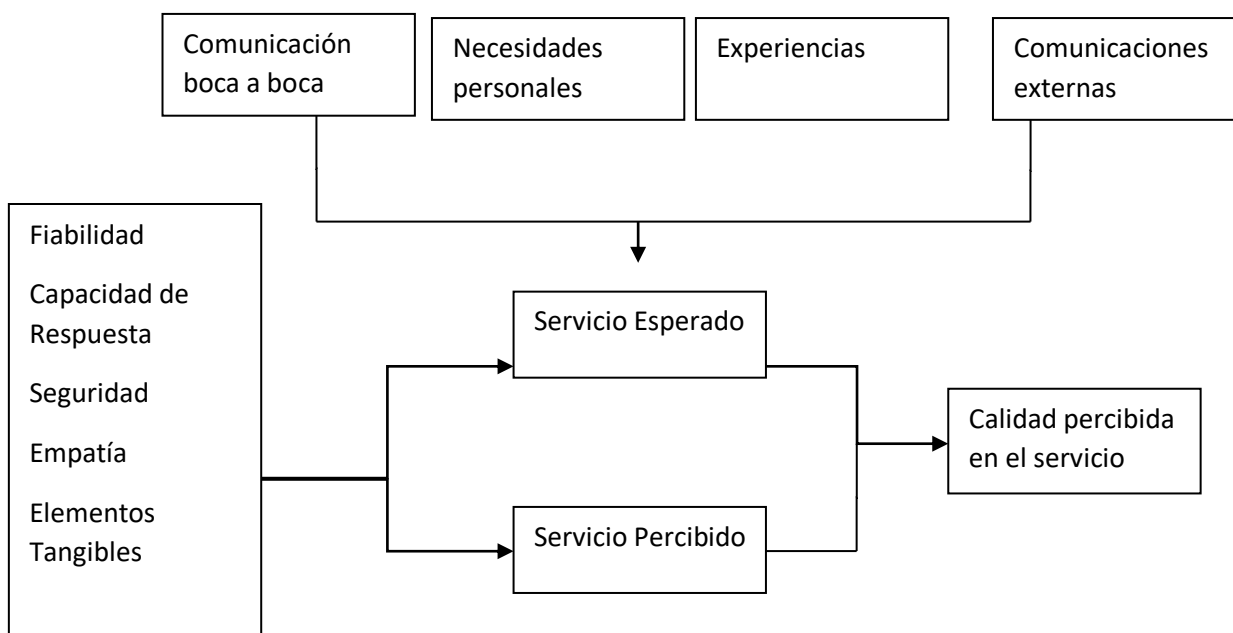 Comunicación
boca a boca
Necesidades
personales
Experiencias
Comunicaciones
externas
Fiabilidad
Capacidad de
Respuesta
Seguridad
Empatía
Elementos
Tangibles
Servicio Esperado
Servicio Percibido
Calidad percibida
en el servicio